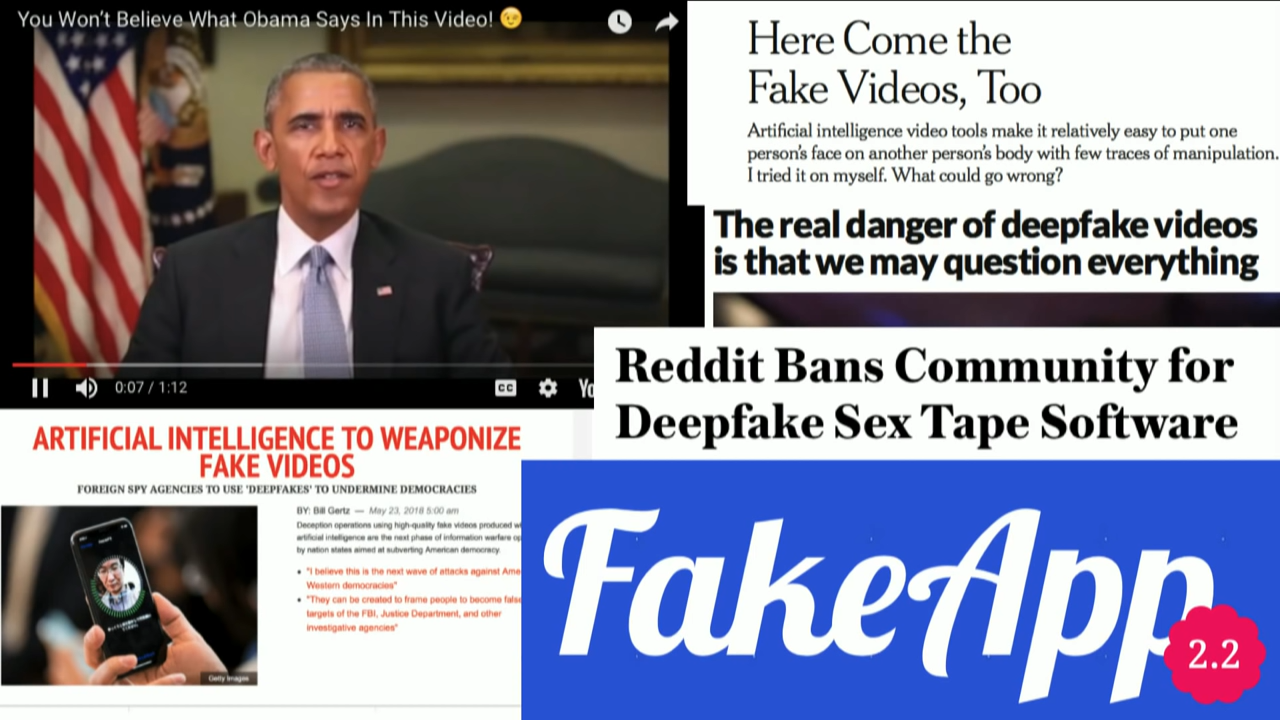 You Won't Believe What Obama Says In This Video! 😉
0:07 / 1:12
CC
Here Come the
Fake Videos, Too
Artificial intelligence video tools make it relatively easy to put one
person's face on another person's body with few traces of manipulation.
I tried it on myself. What could go wrong?
The real danger of deepfake videos
is that we may question everything
Reddit Bans Community for
Deepfake Sex Tape Software
ARTIFICIAL INTELLIGENCE TO WEAPONIZE
FAKE VIDEOS
FOREIGN SPY AGENCIES TO USE 'DEEPFAKES' TO UNDERMINE DEMOCRACIES
BY: Bill Gertz — May 23, 2018 5:00 am
Deception operations using high-quality fake videos produced
artificial intelligence are the next phase of information warfare
by nation states aimed at subverting American democracy.
• "I believe this is the next wave of attacks against
Western democracies"
• "They can be created to frame people to become
targets of the FBI, Justice Department, and other
investigative agencies"
Getty Images
FakeApp
2.2